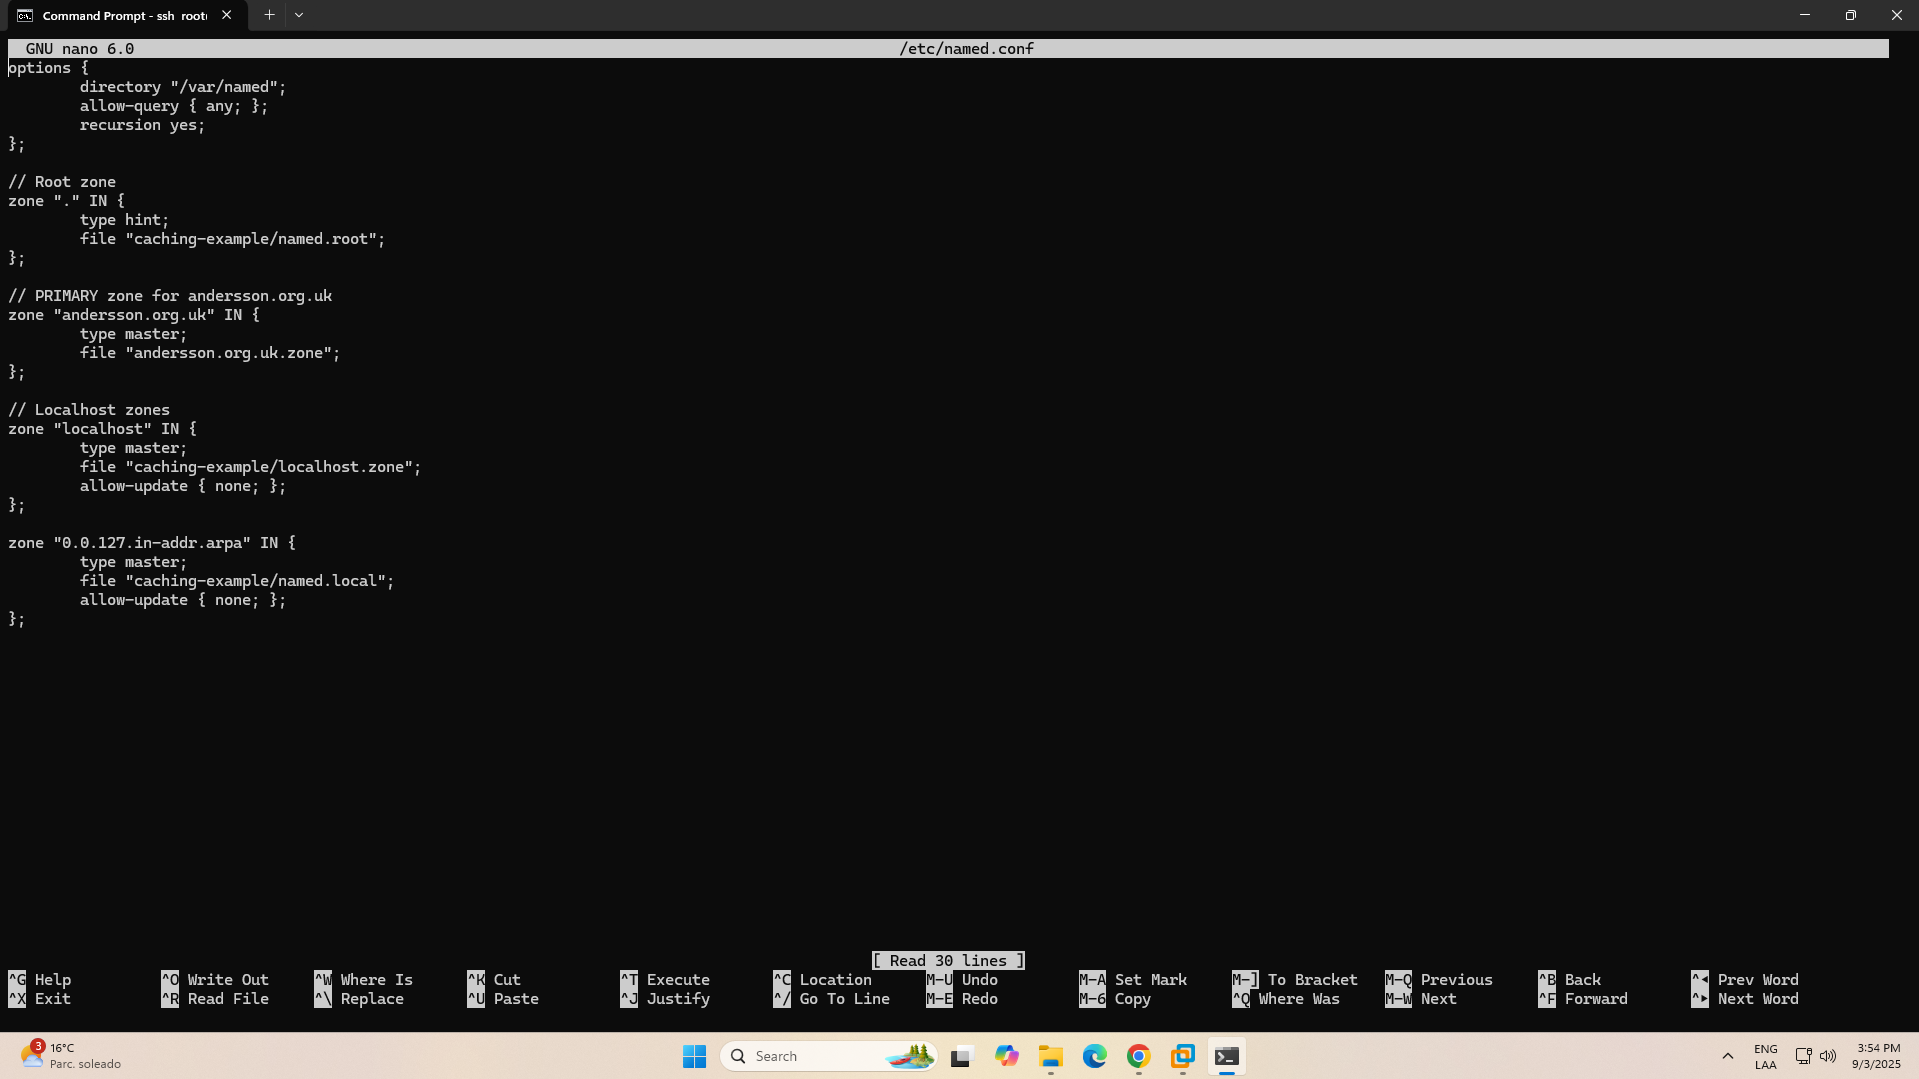 Command Prompt - ssh root
GNU nano 6.0 /etc/named.conf
options {
        directory "/var/named";
        allow-query { any; };
        recursion yes;
};

// Root zone
zone "." IN {
        type hint;
        file "caching-example/named.root";
};

// PRIMARY zone for andersson.org.uk
zone "andersson.org.uk" IN {
        type master;
        file "andersson.org.uk.zone";
};

// Localhost zones
zone "localhost" IN {
        type master;
        file "caching-example/localhost.zone";
        allow-update { none; };
};

zone "0.0.127.in-addr.arpa" IN {
        type master;
        file "caching-example/named.local";
        allow-update { none; };
};
[ Read 30 lines ]
^G Help ^O Write Out ^W Where Is ^K Cut ^T Execute ^C Location M-U Undo M-A Set Mark M-] To Bracket M-Q Previous ^B Back ^◂ Prev Word
^X Exit ^R Read File ^\ Replace ^U Paste ^J Justify ^/ Go To Line M-E Redo M-6 Copy ^Q Where Was M-W Next ^F Forward ^▸ Next Word
3
16°C
Parc. soleado
Search
ENG
LAA
3:54 PM
9/3/2025